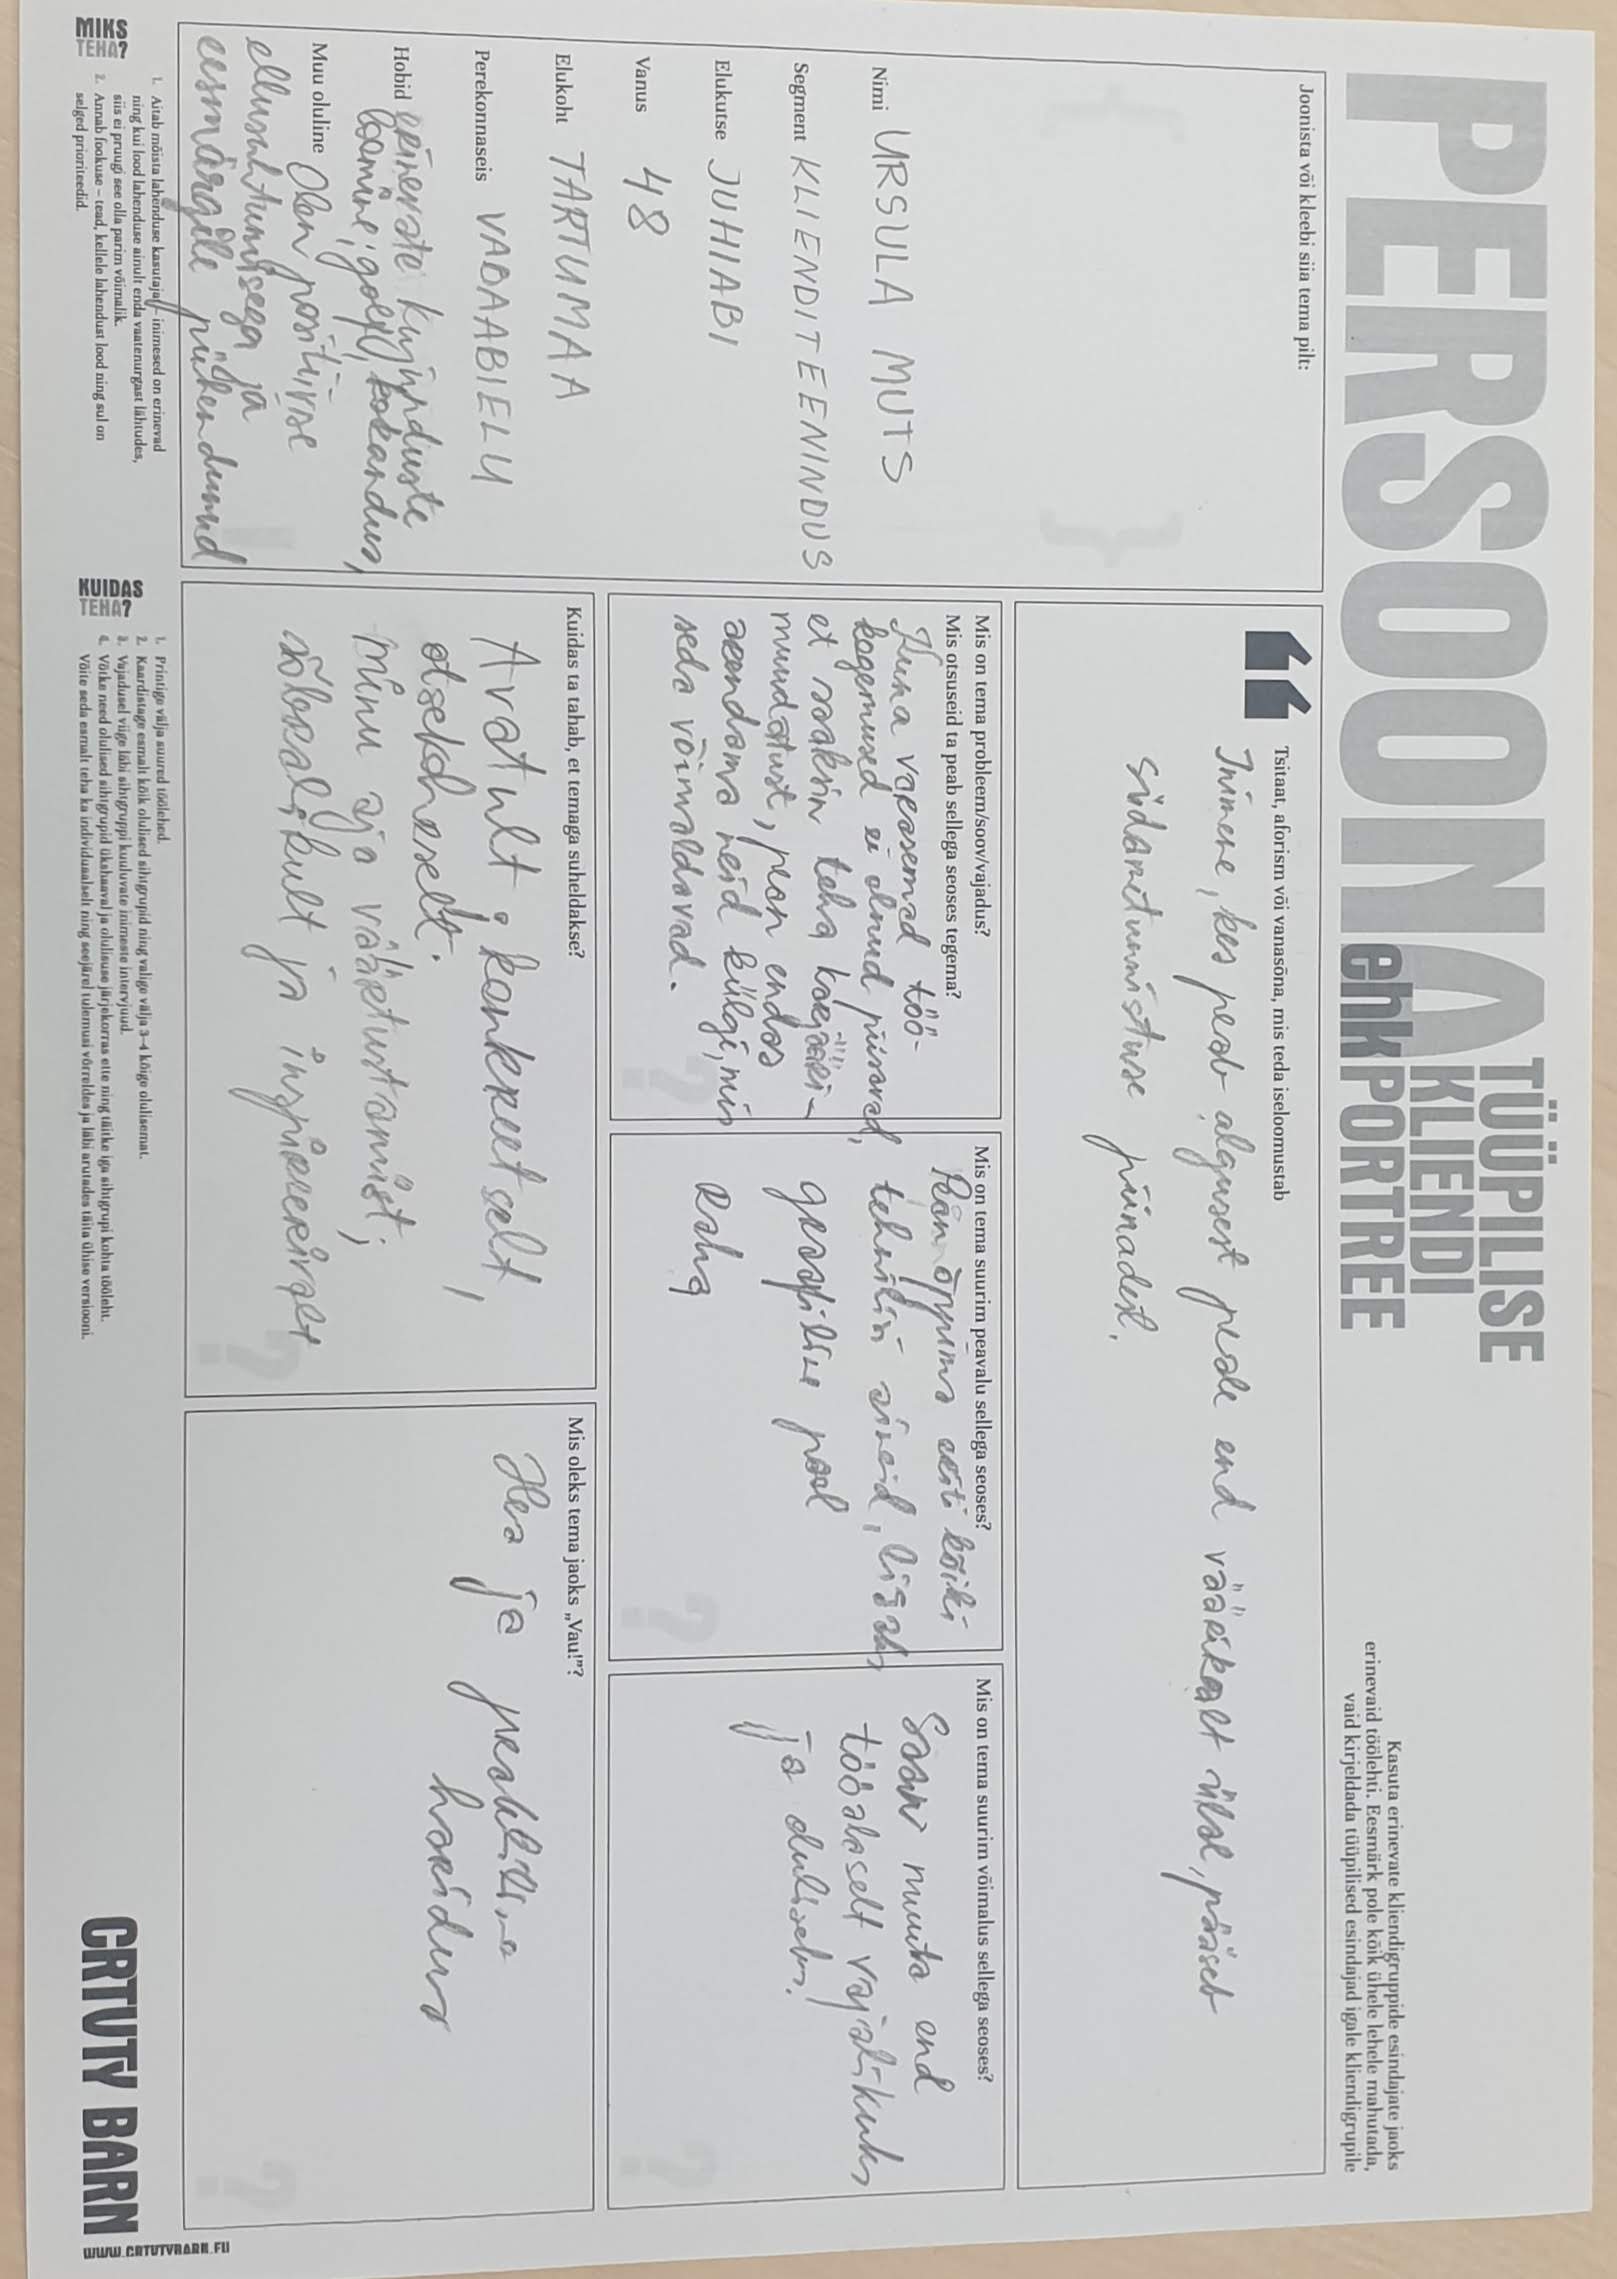 PERSOONA
ehk
TÜÜPILISE
KLIENDI
PORTREE
Kasuta erinevate kliendigruppide esindajate jaoks
erinevaid töölehti. Eesmärk pole kõik ühele lehele mahutada,
vaid kirjeldada tüüpilised esindajad igale kliendigrupile
Joonista või kleebi siia tema pilt:
Nimi URSULA MUTS
Segment KLIENDITEENINDUS
Elukutse JUHIABI
Vanus 48
Elukoht TARTUMAA
Perekonnaseis VABAABIELU
Hobid erinevate kujunduste
loomine; golf, kokandus,
Muu oluline Olen positiivse
ellusuhtumisega ja
eesmärgile pühendunud
Tsitaat, aforism või vanasõna, mis teda iseloomustab
Inimene, kes peab algusest peale end väärikalt ülal, pääseb
südametunnistuse piinadest.
Mis on tema probleem/soov/vajadus?
Mis otsuseid ta peab sellega seoses tegema?
Kuna varasemad töö-
kogemused ei olnud piisavad,
et saaksin teha karjääri-
muudatust, pean endas
arendama neid külgi, mis
seda võimaldavad.
Mis on tema suurim peavalu sellega seoses?
Pean õppima eriti kõiki
tehnilisi aineid, lisaks
graafiline pool
Raha
Mis on tema suurim võimalus sellega seoses?
Saan muuta end
tööalaselt vajalikuks
ja oluliseks!
Kuidas ta tahab, et temaga suheldakse?
Avatult; konkreetselt,
otsekoheselt.
minu aja väärtustamist;
sõbralikult ja inspireerivalt
Mis oleks tema jaoks „Vau!”?
Hea ja praktiline
haridus
MIKS
TEHA?
1. Aitab mõista lahenduse kasutajat – inimesed on erinevad
ning kui lood lahenduse ainult enda vaatenurgast lähtudes,
siis ei pruugi see olla parim võimalik.
2. Annab fookuse – tead, kellele lahendust lood ning sul on
selged prioriteedid.
KUIDAS
TEHA?
1. Printige välja suured töölehed.
2. Kaardistage esmalt kõik olulised sihtgrupid ning valige välja 3–4 kõige olulisemat.
3. Vajadusel viige läbi sihtgruppi kuuluvate inimeste intervjuud.
4. Võtke need olulised sihtgrupid ükshaaval ja olulisuse järjekorras ette ning täitke iga sihtgrupi kohta tööleht.
Võite seda esmalt teha ka individuaalselt ning seejärel tulemusi võrreldes ja läbi arutades täita ühise versiooni.
CRTVTY BARN
WWW.CRTVTYBARN.EU